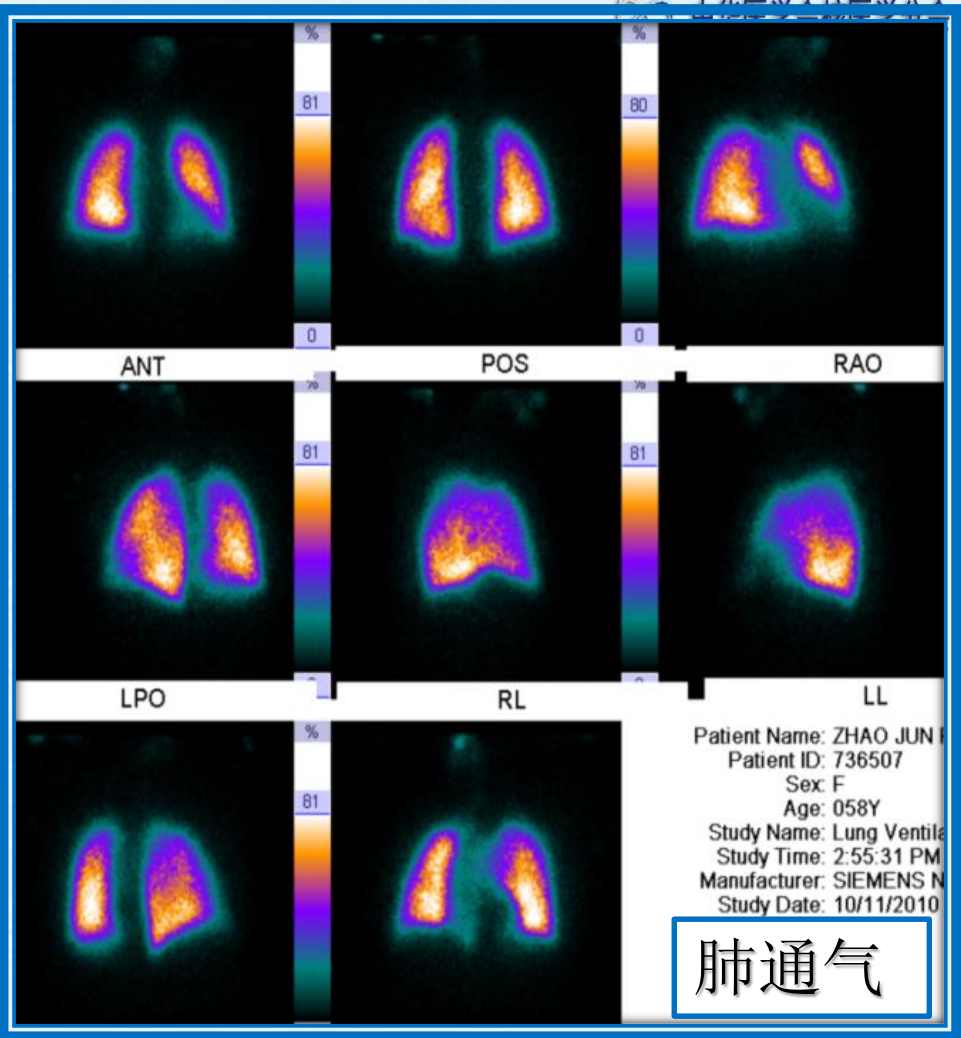 %
81
0
%
80
0
ANT
POS
RAO
%
81
%
81
LPO
RL
LL
%
81
Patient Name: ZHAO JUN
Patient ID: 736507
Sex: F
Age: 058Y
Study Name: Lung Ventila
Study Time: 2:55:31 PM
Manufacturer: SIEMENS N
Study Date: 10/11/2010
肺通气